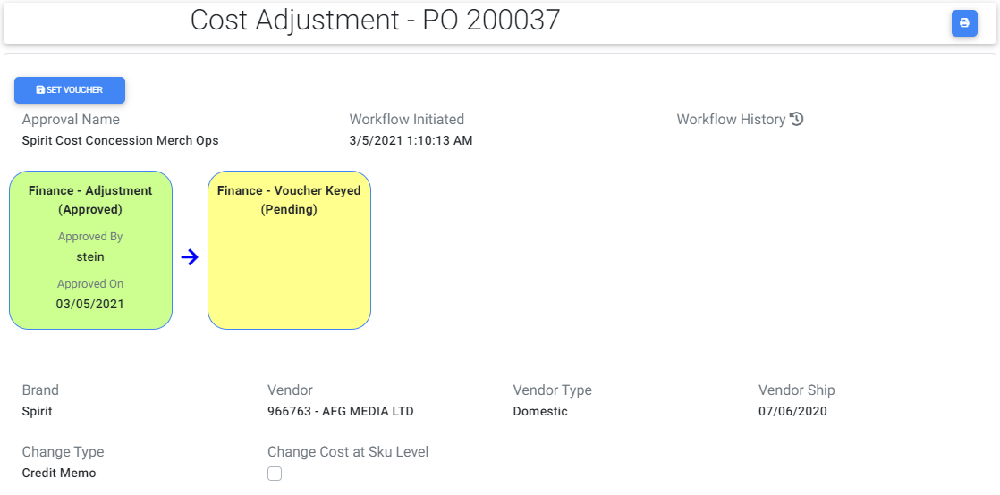 Cost Adjustment - PO 200037
SET VOUCHER
Approval Name
Workflow Initiated
Workflow History
Spirit Cost Concession Merch Ops
3/5/2021 1:10:13 AM
Finance - Adjustment
(Approved)
Approved By
stein
Approved On
03/05/2021
Finance - Voucher Keyed
(Pending)
Brand
Vendor
Vendor Type
Vendor Ship
Spirit
966763 - AFG MEDIA LTD
Domestic
07/06/2020
Change Type
Change Cost at Sku Level
Credit Memo